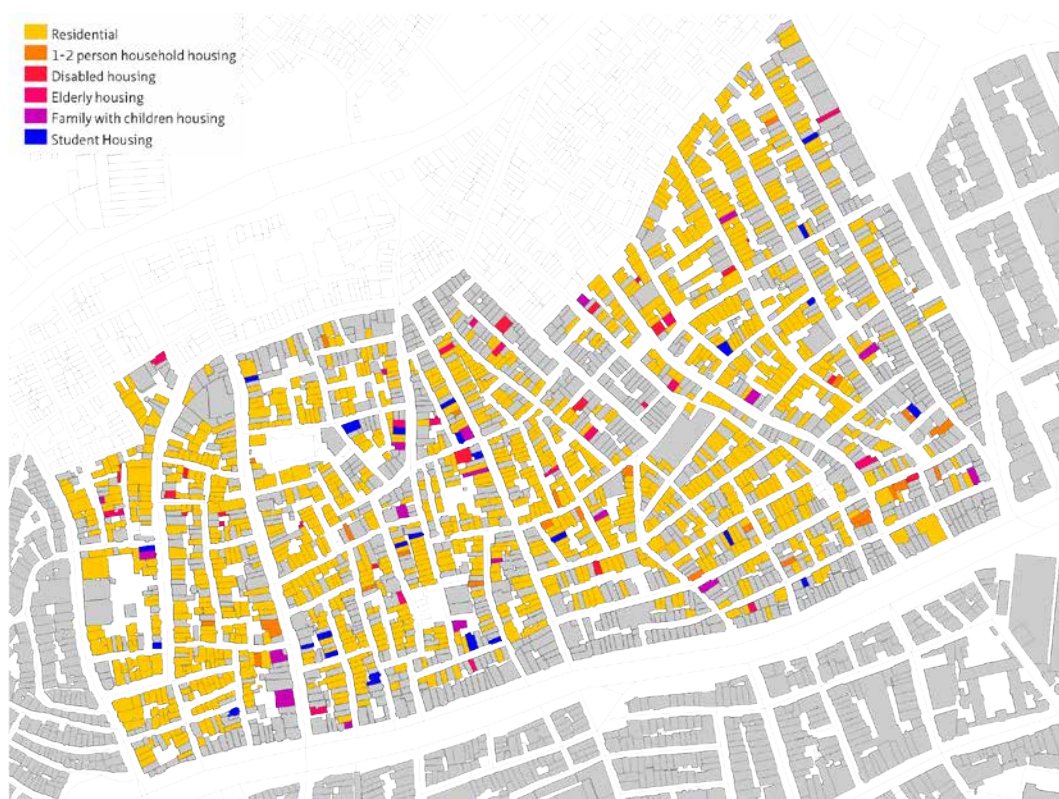 Residential
1-2 person household housing
Disabled housing
Elderly housing
Family with children housing
Student Housing